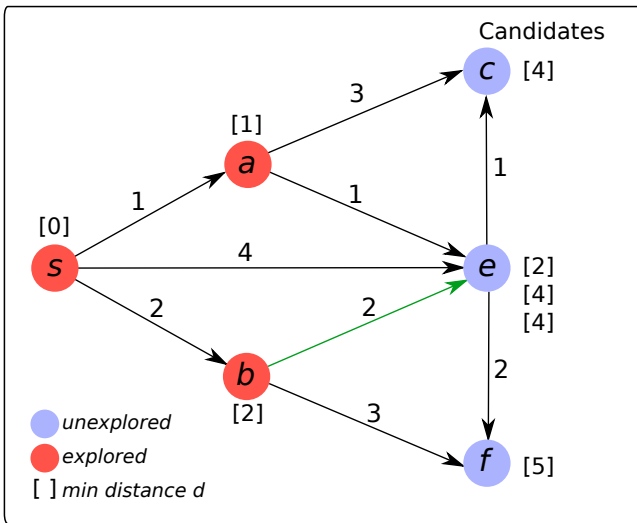 Candidates
c [4]
3
[1]
a
1
1
1
[0]
s
4
e [2]
[4]
[4]
2
2
2
b
[2]
3
f [5]
unexplored
explored
[ ] min distance d